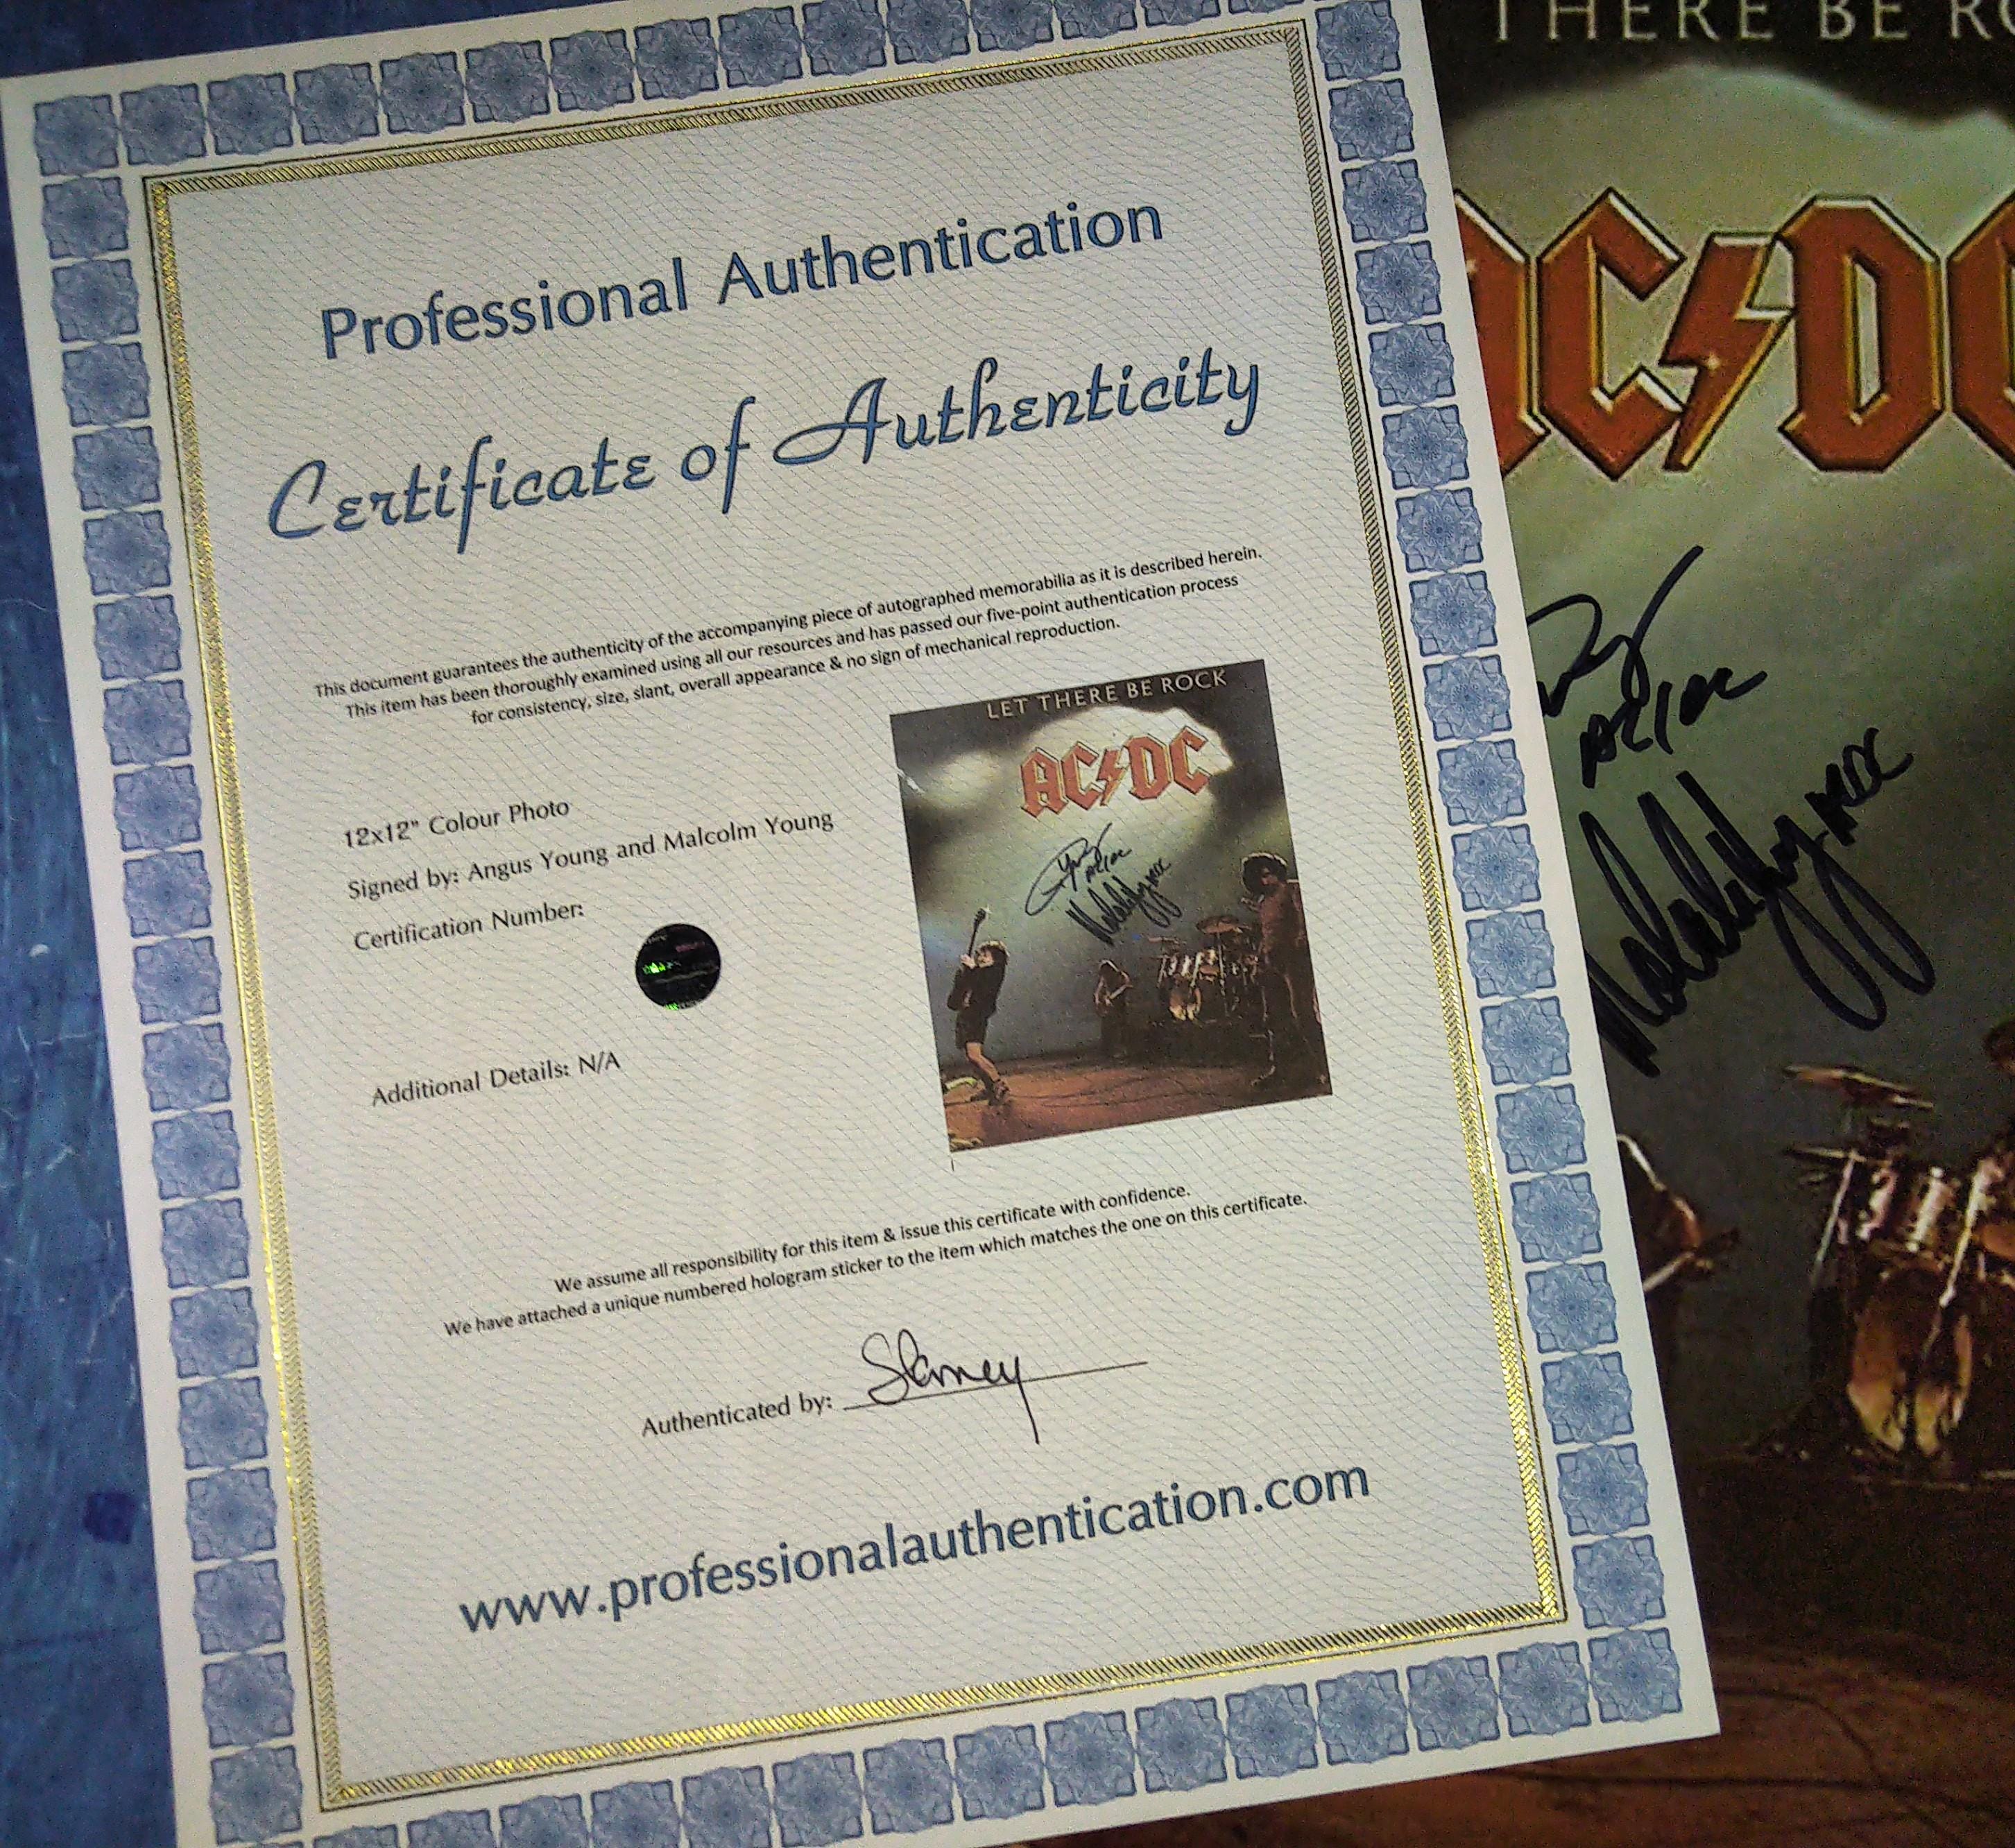 Professional Authentication
Certificate of Authenticity
This document guarantees the authenticity of the accompanying piece of autographed memorabilia as it is described herein.
This item has been thoroughly examined using all our resources and has passed our five-point authentication process
for consistency, size, slant, overall appearance & no sign of mechanical reproduction.
12x12" Colour Photo
Signed by: Angus Young and Malcolm Young
Certification Number:
Additional Details: N/A
LET THERE BE ROCK
AC/DC
AC/DC
We assume all responsibility for this item & issue this certificate with confidence.
We have attached a unique numbered hologram sticker to the item which matches the one on this certificate.
Authenticated by:
www.professionalauthentication.com
THERE BE
AC/DC
AC/DC